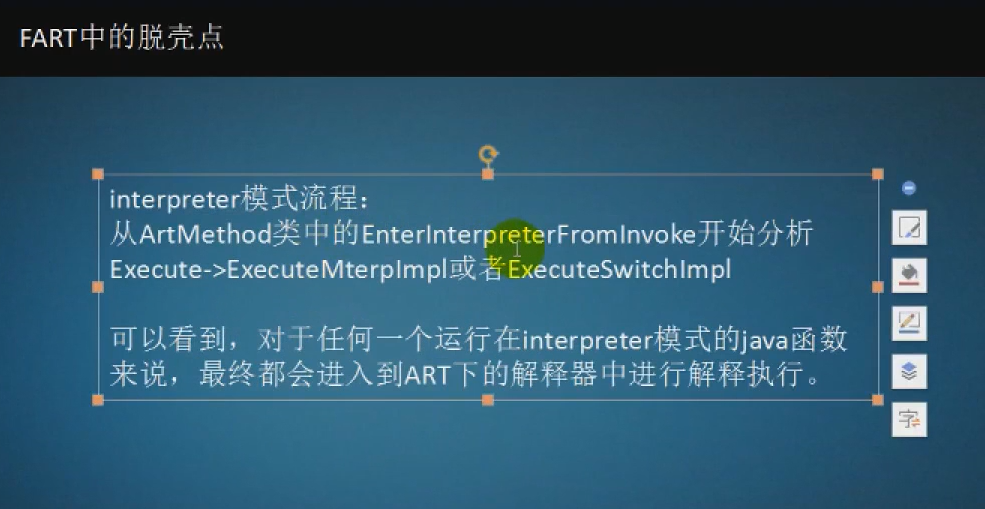 FART中的脱壳点
interpreter模式流程：
从ArtMethod类中的EnterInterpreterFromInvoke开始分析
Execute->ExecuteMterpImpl或者ExecuteSwitchImpl
可以看到，对于任何一个运行在interpreter模式的java函数
来说，最终都会进入到ART下的解释器中进行解释执行。
字